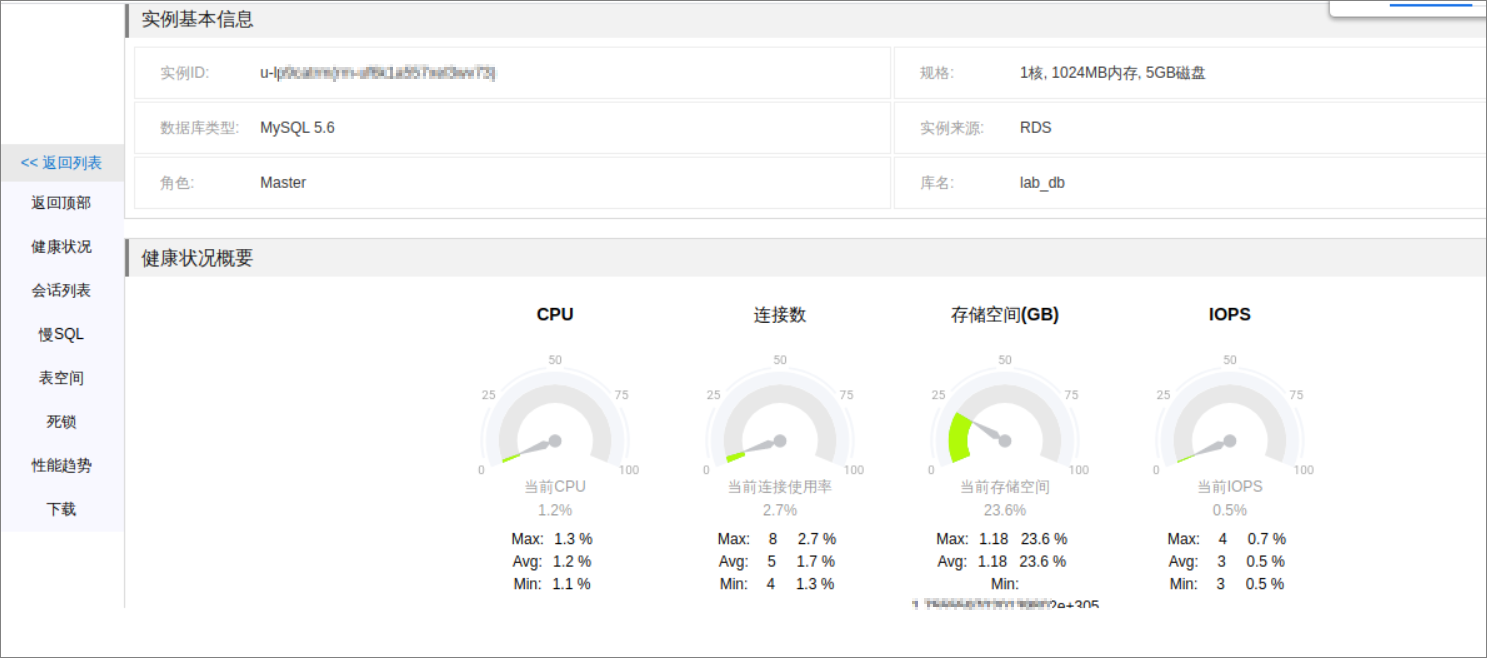 实例基本信息
实例ID: u-lp
规格: 1核, 1024MB内存, 5GB磁盘
数据库类型: MySQL 5.6
实例来源: RDS
角色: Master
库名: lab_db
<< 返回列表
返回顶部
健康状况
会话列表
慢SQL
表空间
死锁
性能趋势
下载
健康状况概要
CPU
50
25 75
0 100
当前CPU
1.2%
Max: 1.3 %
Avg: 1.2 %
Min: 1.1 %
连接数
50
25 75
0 100
当前连接使用率
2.7%
Max: 8 2.7 %
Avg: 5 1.7 %
Min: 4 1.3 %
存储空间(GB)
50
25 75
0 100
当前存储空间
23.6%
Max: 1.18 23.6 %
Avg: 1.18 23.6 %
Min:
2e+305
IOPS
50
25 75
0 100
当前IOPS
0.5%
Max: 4 0.7 %
Avg: 3 0.5 %
Min: 3 0.5 %